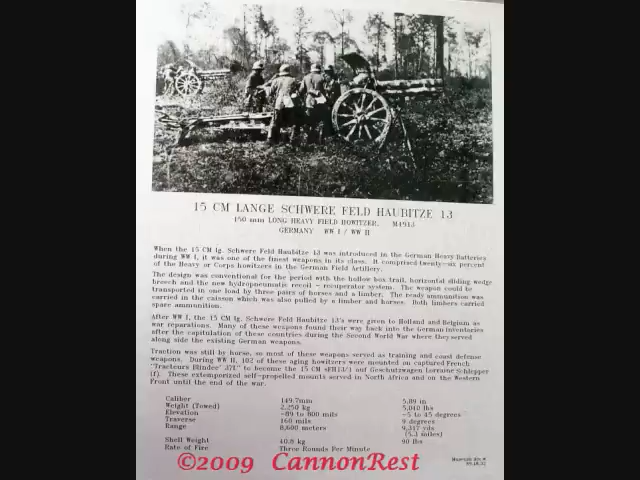 15 CM LANGE SCHWERE FELD HAUBITZE 13
150 mm LONG HEAVY FIELD HOWITZER. M1913
GERMANY WW I / WW II
When the 15 CM lg. Schwere Feld Haubitze 13 was introduced in the German Heavy Batteries
during WW I, it was one of the finest weapons in its class. It comprised twenty-six percent
of the Heavy or Corps howitzers in the German Field Artillery.
The design was conventional for the period with the hollow box trail, horizontal sliding wedge
breech and the new hydropneumatic recoil - recuperator system. The weapon could be
transported in one load by three pairs of horses and a limber. The ready ammunition was
carried in the caisson which was also pulled by a limber and horses. Both limbers carried
spare ammunition.
After WW I, the 15 CM lg. Schwere Feld Haubitze 13's were given to Holland and Belgium as
war reparations. Many of these weapons found their way back into the German inventories
after the capitulation of these countries during the Second World War where they served
along side the existing German weapons.
Traction was still by horse, so most of these weapons served as training and coast defense
weapons. During WW II, 102 of these aging howitzers were mounted on captured French
"Tracteurs Blindee' 37L" to become the 15 CM sFH13/1 auf Geschutzwagen Lorraine Schlepper
(f). These extemporized self-propelled mounts served in North Africa and on the Western
Front until the end of the war.
Caliber 149.7mm 5.89 in
Weight (Towed) 2,250 kg 5,040 lbs
Elevation -89 to 800 mils -5 to 45 degrees
Traverse 160 mils 9 degrees
Range 8,600 meters 9,317 yds
(5.3 miles)
Shell Weight 40.8 kg 90 lbs
Rate of Fire Three Rounds Per Minute
©2009 CannonRest